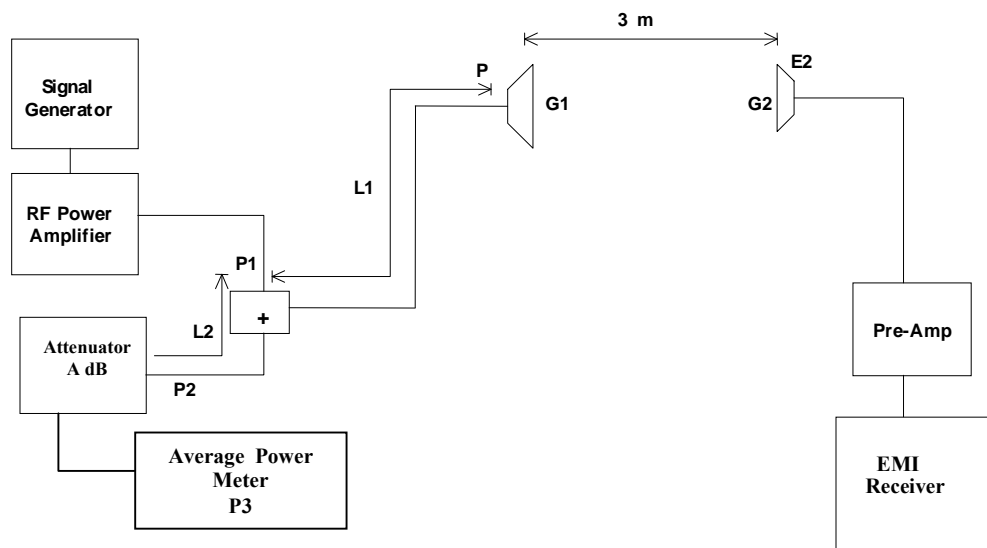 3 m
Signal
Generator
P
E2
G1
G2
L1
RF Power
Amplifier
P1
+
L2
Attenuator
A dB
P2
Pre-Amp
Average Power
Meter
P3
EMI
Receiver